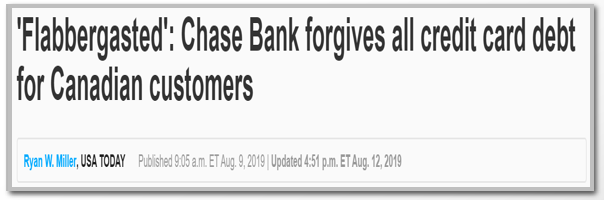 'Flabbergasted': Chase Bank forgives all credit card debt
for Canadian customers
Ryan W. Miller, USA TODAY Published 9:05 a.m. ET Aug. 9, 2019 | Updated 4:51 p.m. ET Aug. 12, 2019